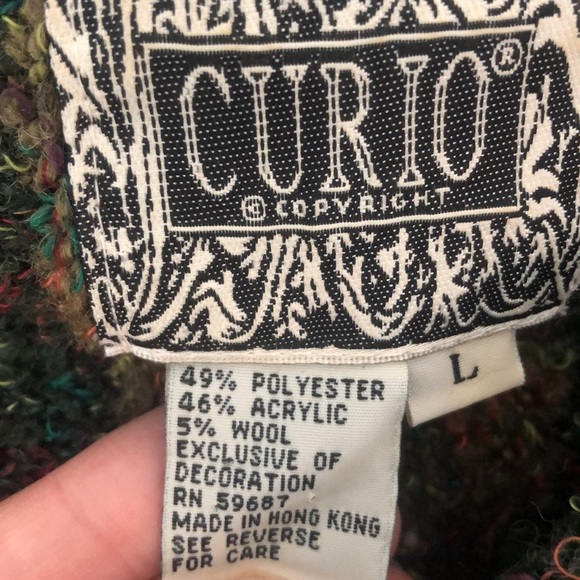 CURIO®
© COPYRIGHT
L
49% POLYESTER
46% ACRYLIC
5% WOOL
EXCLUSIVE OF
DECORATION
RN 59687
MADE IN HONG KONG
SEE REVERSE
FOR CARE